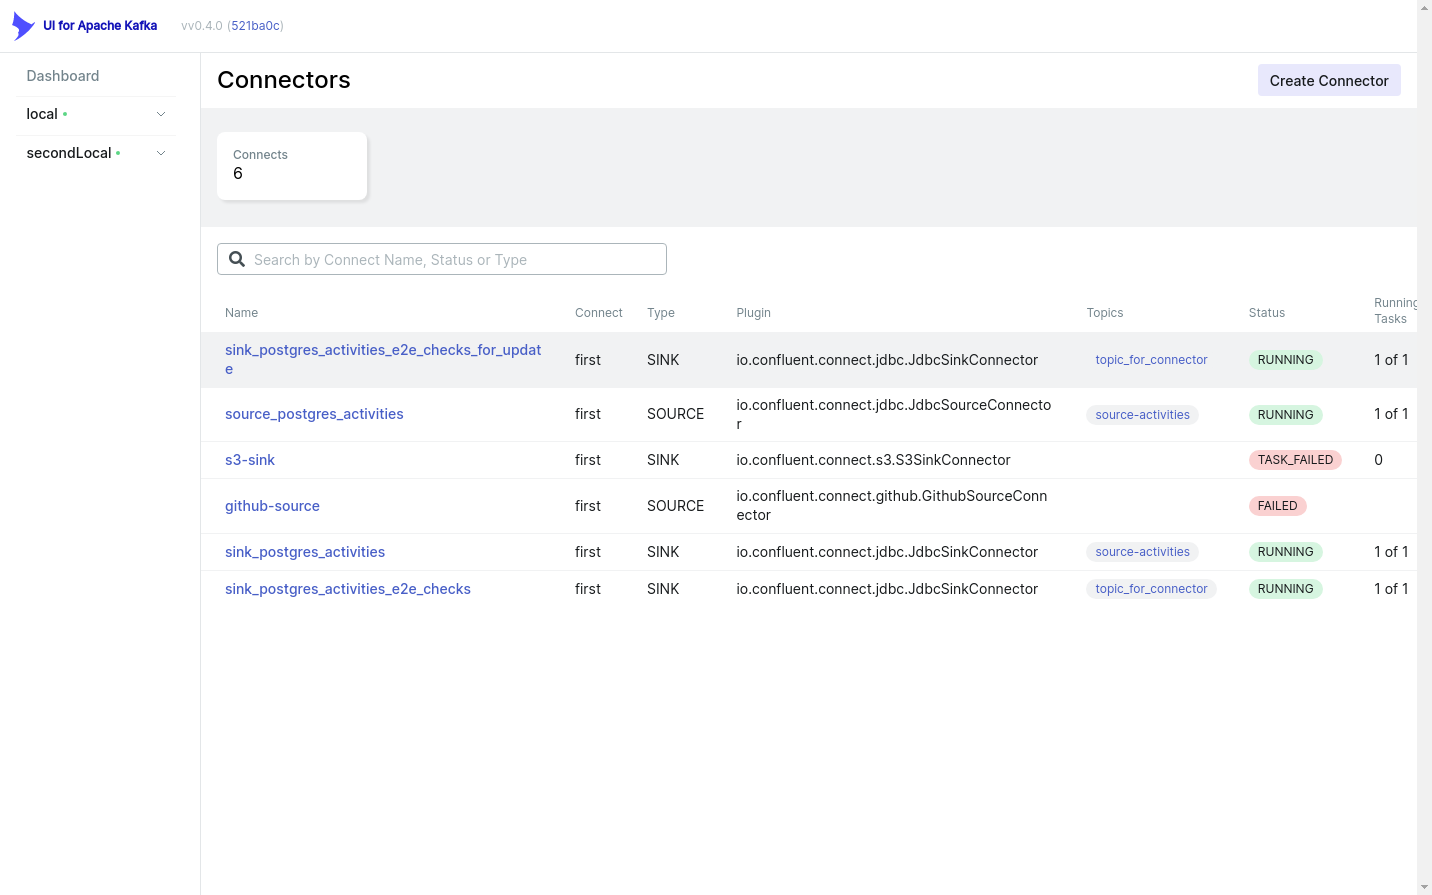 UI for Apache Kafka
vv0.4.0 (521ba0c)
Dashboard
local
secondLocal
Connectors
Create Connector
Connects
6
Search by Connect Name, Status or Type
Name Connect Type Plugin Topics Status Running Tasks
sink_postgres_activities_e2e_checks_for_updat
e
first SINK io.confluent.connect.jdbc.JdbcSinkConnector topic_for_connector RUNNING 1 of 1
source_postgres_activities first SOURCE io.confluent.connect.jdbc.JdbcSourceConnecto
r
source-activities RUNNING 1 of 1
s3-sink first SINK io.confluent.connect.s3.S3SinkConnector TASK_FAILED 0
github-source first SOURCE io.confluent.connect.github.GithubSourceConn
ector
FAILED
sink_postgres_activities first SINK io.confluent.connect.jdbc.JdbcSinkConnector source-activities RUNNING 1 of 1
sink_postgres_activities_e2e_checks first SINK io.confluent.connect.jdbc.JdbcSinkConnector topic_for_connector RUNNING 1 of 1